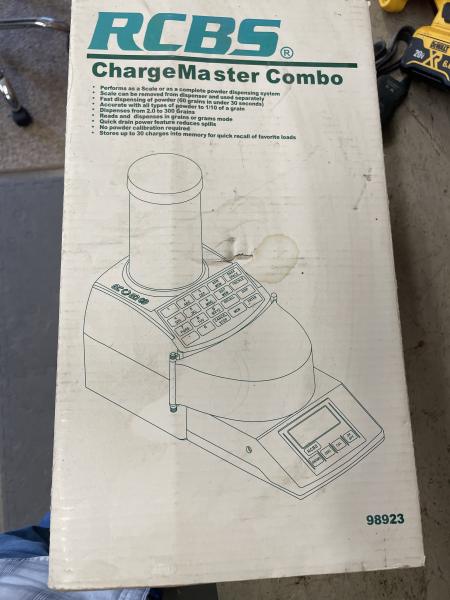 RCBS®
ChargeMaster Combo
• Performs as a Scale or as a complete powder dispensing system
• Scale can be removed from dispenser and used separately
• Fast dispensing of powder (60 grains in under 30 seconds)
• Accurate with all types of powder to 1/10 of a grain
• Dispenses from 2.0 to 300 Grains
• Reads and dispenses in grains or grams mode
• Quick drain power feature reduces spills
• No powder calibration required
• Stores up to 30 charges into memory for quick recall of favorite loads
RCBS
98923
DEWALT
20V